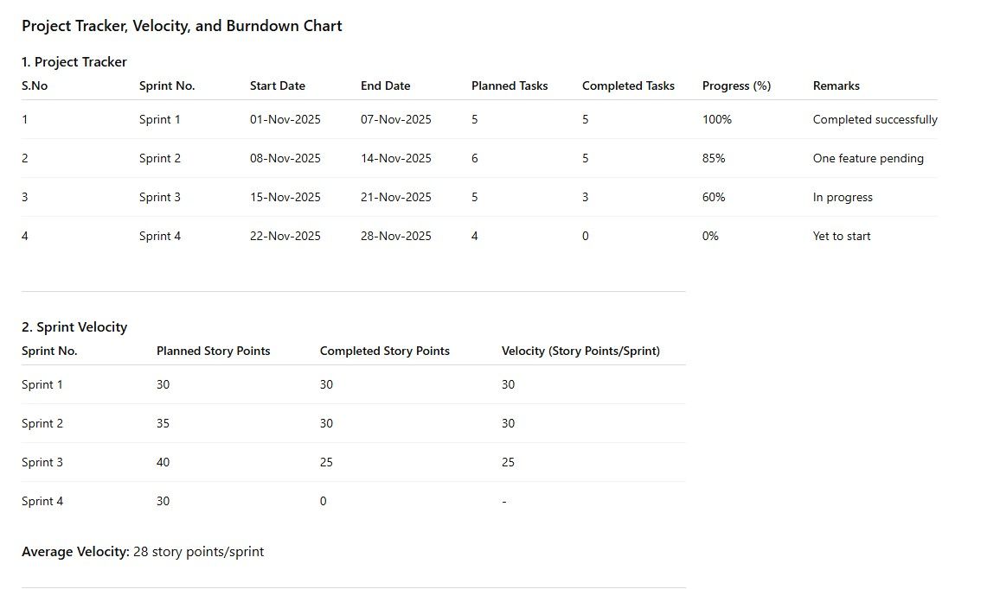 Project Tracker, Velocity, and Burndown Chart
1. Project Tracker
S.No Sprint No. Start Date End Date Planned Tasks Completed Tasks Progress (%) Remarks
1 Sprint 1 01-Nov-2025 07-Nov-2025 5 5 100% Completed successfully
2 Sprint 2 08-Nov-2025 14-Nov-2025 6 5 85% One feature pending
3 Sprint 3 15-Nov-2025 21-Nov-2025 5 3 60% In progress
4 Sprint 4 22-Nov-2025 28-Nov-2025 4 0 0% Yet to start
2. Sprint Velocity
Sprint No. Planned Story Points Completed Story Points Velocity (Story Points/Sprint)
Sprint 1 30 30 30
Sprint 2 35 30 30
Sprint 3 40 25 25
Sprint 4 30 0 -
Average Velocity: 28 story points/sprint